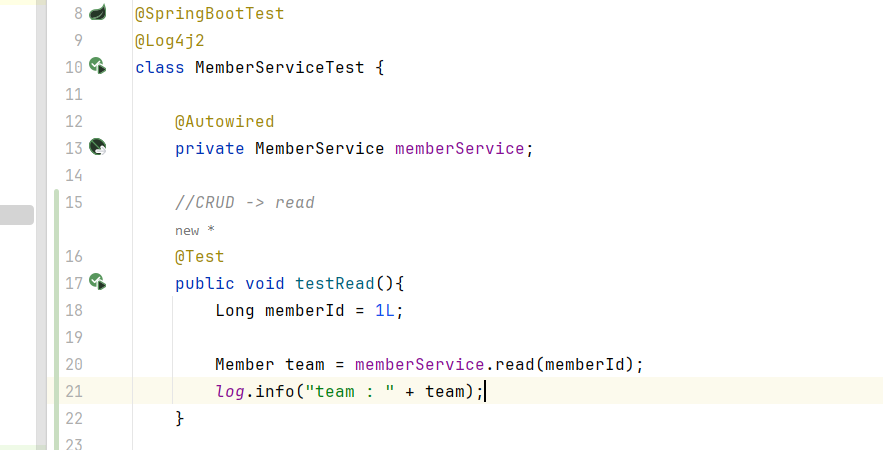 8 @SpringBootTest
9 @Log4j2
10 class MemberServiceTest {
11
12 @Autowired
13 private MemberService memberService;
14
15 //CRUD -> read
new *
16 @Test
17 public void testRead(){
18 Long memberId = 1L;
19
20 Member team = memberService.read(memberId);
21 log.info("team : " + team);
22 }
23